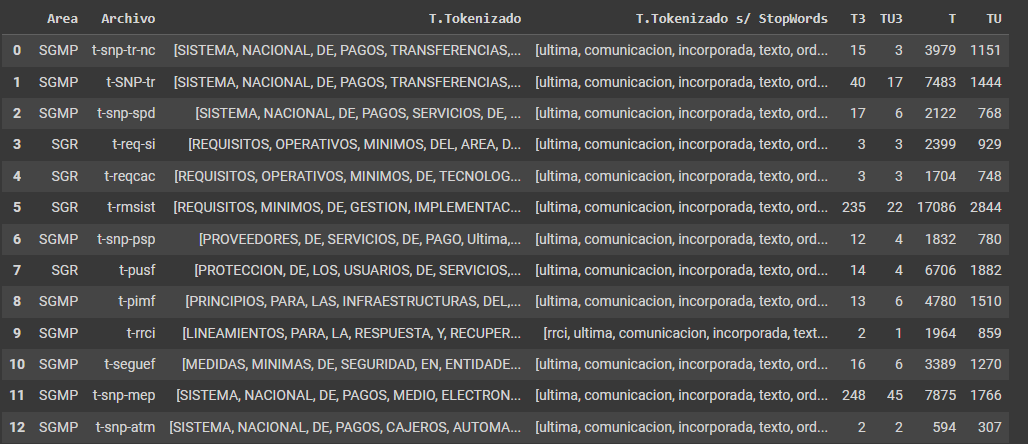 Area Archivo T.Tokenizado T.Tokenizado s/ StopWords T3 TU3 T TU
0 SGMP t-snp-tr-nc [SISTEMA, NACIONAL, DE, PAGOS, TRANSFERENCIAS,... [ultima, comunicacion, incorporada, texto, ord... 15 3 3979 1151
1 SGMP t-SNP-tr [SISTEMA, NACIONAL, DE, PAGOS, TRANSFERENCIAS,... [ultima, comunicacion, incorporada, texto, ord... 40 17 7483 1444
2 SGMP t-snp-spd [SISTEMA, NACIONAL, DE, PAGOS, SERVICIOS, DE, ... [ultima, comunicacion, incorporada, texto, ord... 17 6 2122 768
3 SGR t-req-si [REQUISITOS, OPERATIVOS, MINIMOS, DEL, AREA, D... [ultima, comunicacion, incorporada, texto, ord... 3 3 2399 929
4 SGR t-reqcac [REQUISITOS, OPERATIVOS, MINIMOS, DE, TECNOLOG... [ultima, comunicacion, incorporada, texto, ord... 3 3 1704 748
5 SGR t-rmsist [REQUISITOS, MINIMOS, DE, GESTION, IMPLEMENTAC... [ultima, comunicacion, incorporada, texto, ord... 235 22 17086 2844
6 SGMP t-snp-psp [PROVEEDORES, DE, SERVICIOS, DE, PAGO, Ultima,... [ultima, comunicacion, incorporada, texto, ord... 12 4 1832 780
7 SGR t-pusf [PROTECCION, DE, LOS, USUARIOS, DE, SERVICIOS,... [ultima, comunicacion, incorporada, texto, ord... 14 4 6706 1882
8 SGMP t-pimf [PRINCIPIOS, PARA, LAS, INFRAESTRUCTURAS, DEL,... [ultima, comunicacion, incorporada, texto, ord... 13 6 4780 1510
9 SGMP t-rrci [LINEAMIENTOS, PARA, LA, RESPUESTA, Y, RECUPER... [rrci, ultima, comunicacion, incorporada, text... 2 1 1964 859
10 SGMP t-seguef [MEDIDAS, MINIMAS, DE, SEGURIDAD, EN, ENTIDADE... [ultima, comunicacion, incorporada, texto, ord... 16 6 3389 1270
11 SGMP t-snp-mep [SISTEMA, NACIONAL, DE, PAGOS, MEDIO, ELECTRON... [ultima, comunicacion, incorporada, texto, ord... 248 45 7875 1766
12 SGMP t-snp-atm [SISTEMA, NACIONAL, DE, PAGOS, CAJEROS, AUTOMA... [ultima, comunicacion, incorporada, texto, ord... 2 2 594 307